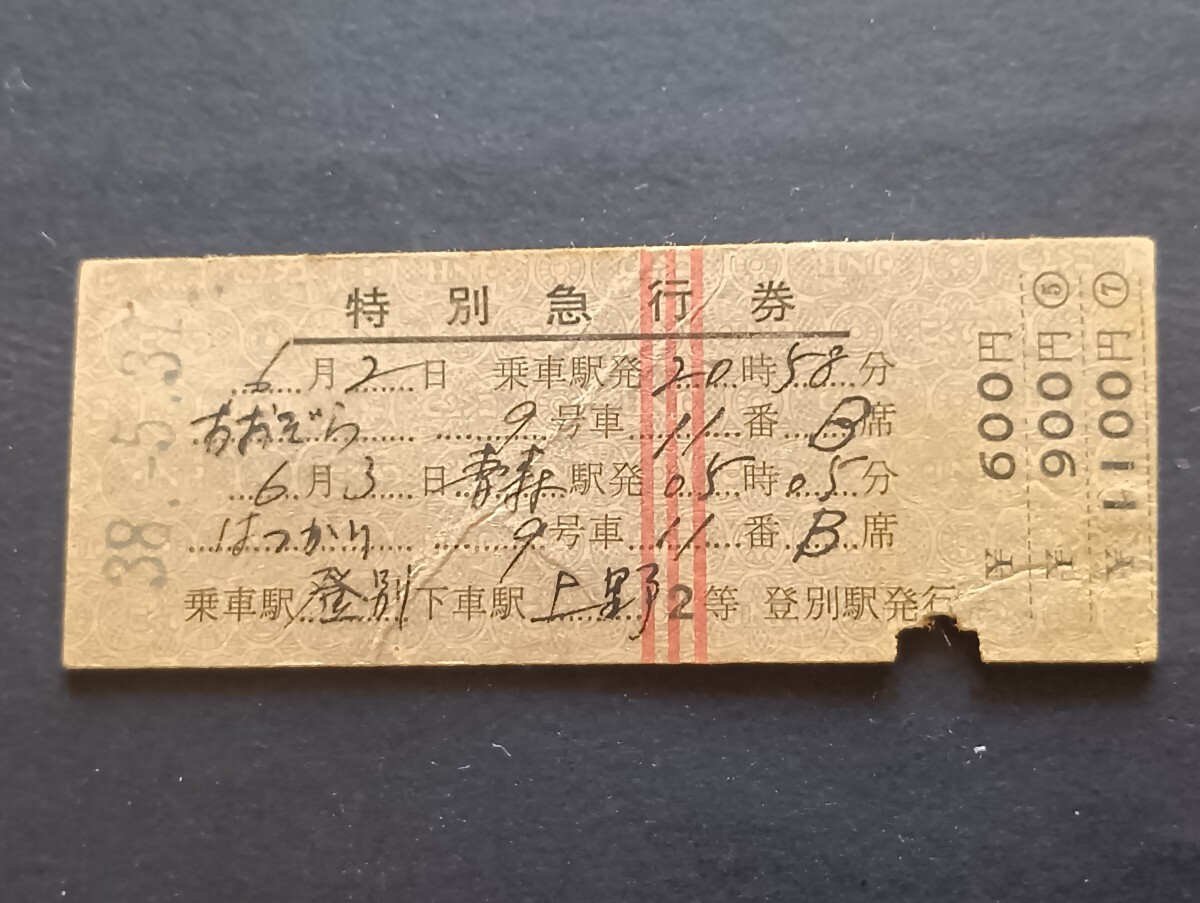 特別急行券
6月2日 乗車駅発20時58分
おおぞら 9号車11番B席
6月3日青森駅発05時05分
はつかり 9号車11番B席
乗車駅登別下車駅上野2等 登別駅発行
38.-5.31
¥600円
¥900円⑤
¥1100円⑦
JNR